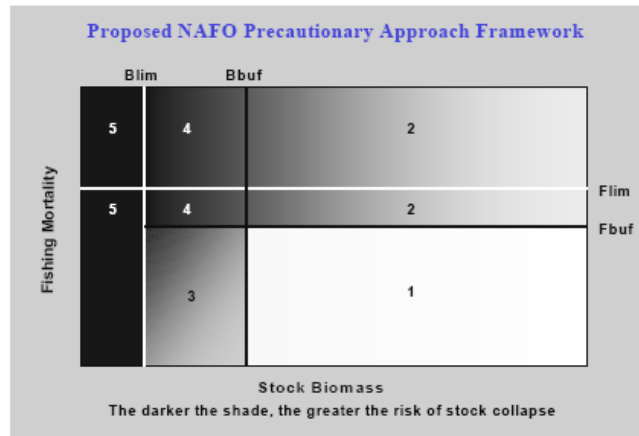 Proposed NAFO Precautionary Approach Framework
Blim Bbuf
5 4 2
Flim
5 4 2
Fbuf
3 1
Fishing Mortality
Stock Biomass
The darker the shade, the greater the risk of stock collapse